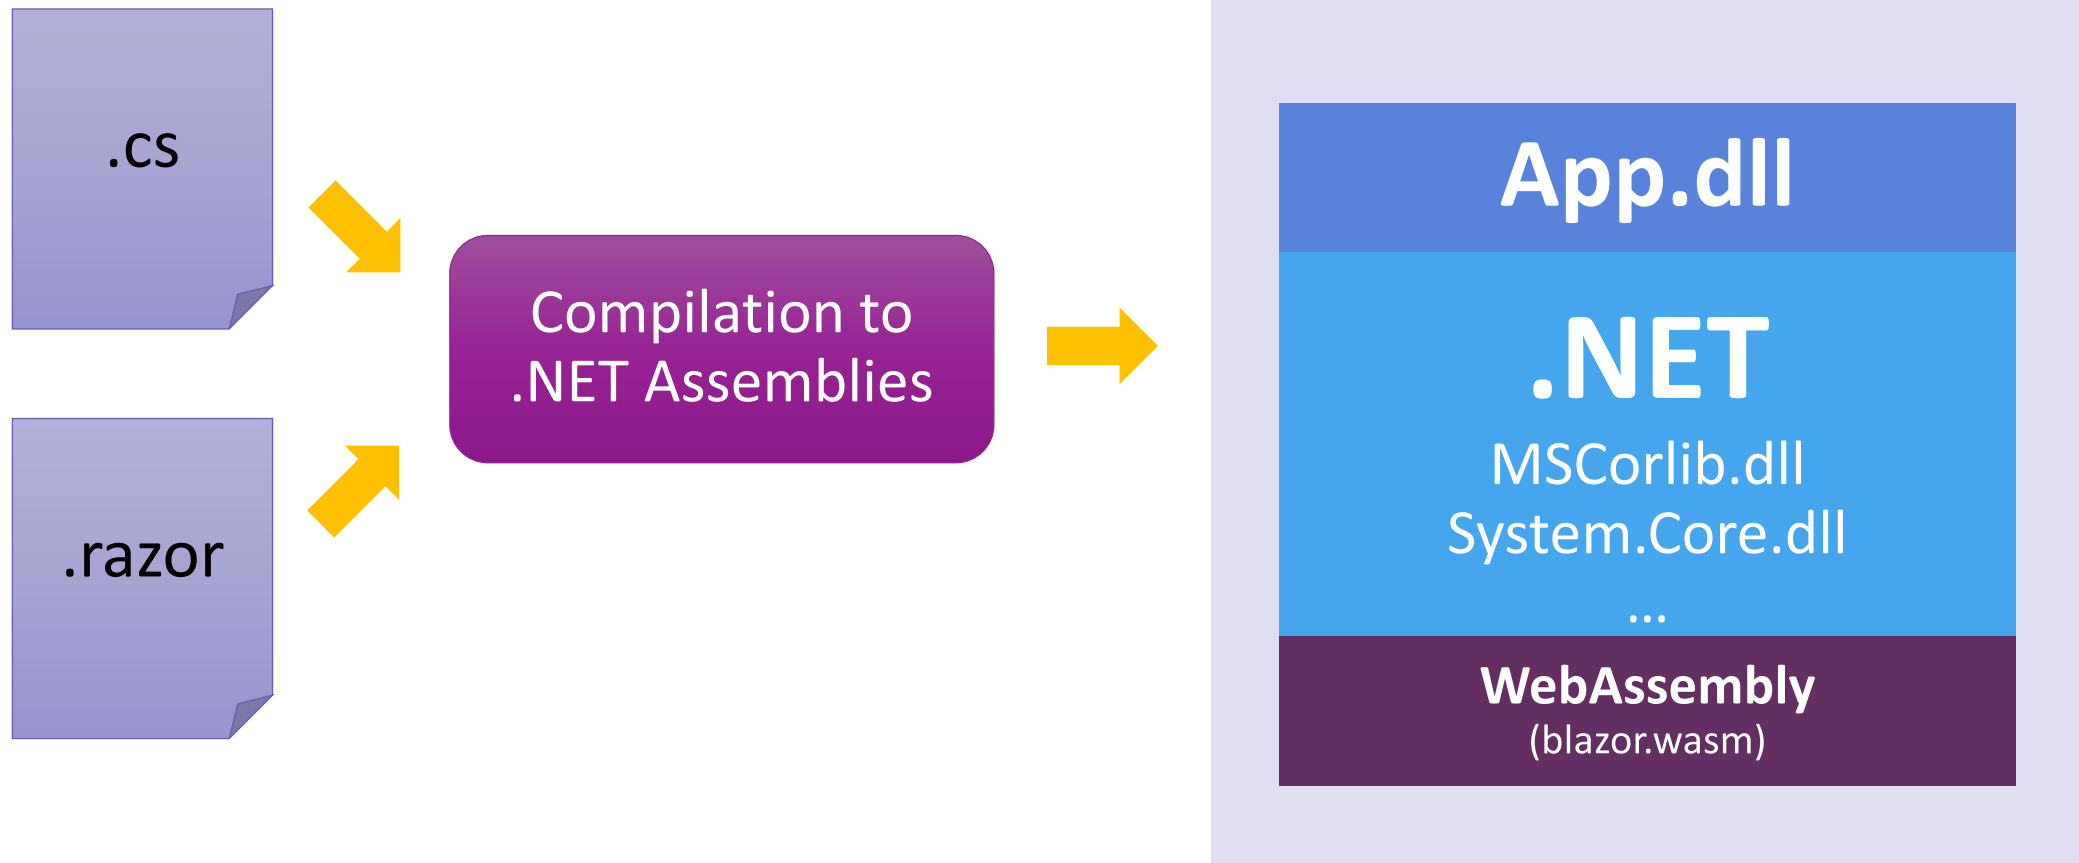 .cs
.razor
Compilation to
.NET Assemblies
App.dll
.NET
MSCorlib.dll
System.Core.dll
...
WebAssembly
(blazor.wasm)